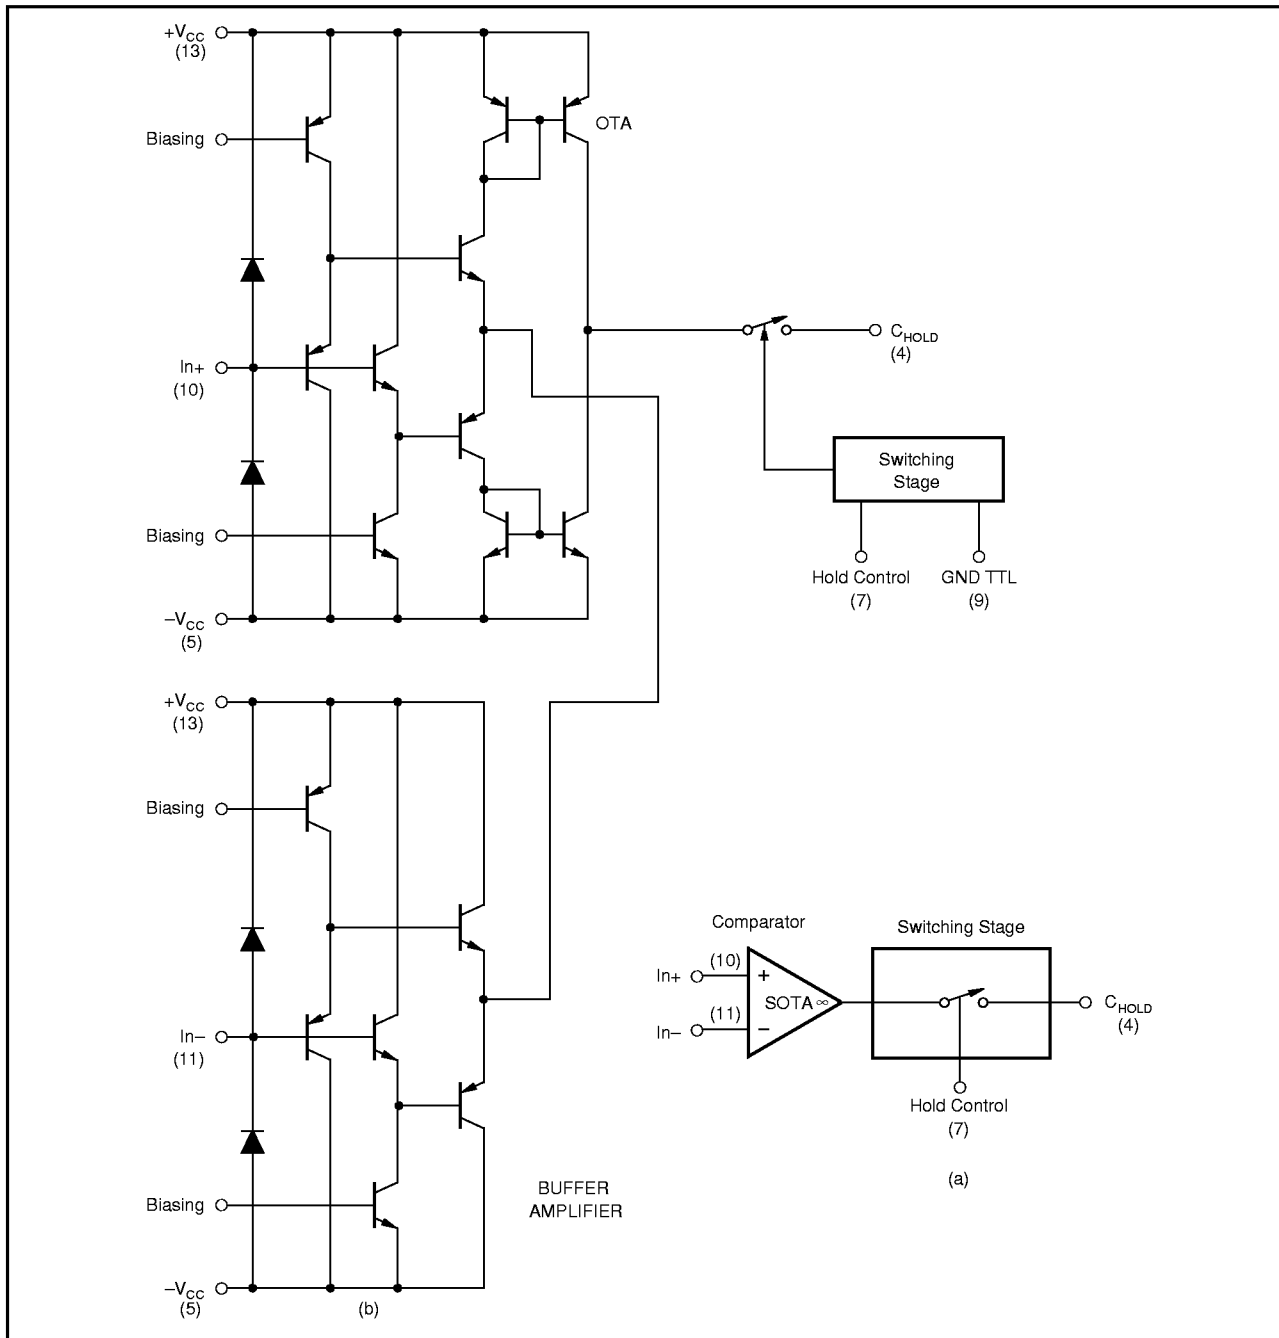 +VCC
(13)
Biasing
OTA
In+
(10)
CHOLD
(4)
Switching
Stage
Biasing
Hold Control
(7)
GND TTL
(9)
–VCC
(5)
+VCC
(13)
Biasing
Comparator
Switching Stage
In+
(10)
+
SOTA ∞
In–
(11)
–
CHOLD
(4)
In–
(11)
Hold Control
(7)
(a)
Biasing
BUFFER
AMPLIFIER
–VCC
(5)
(b)